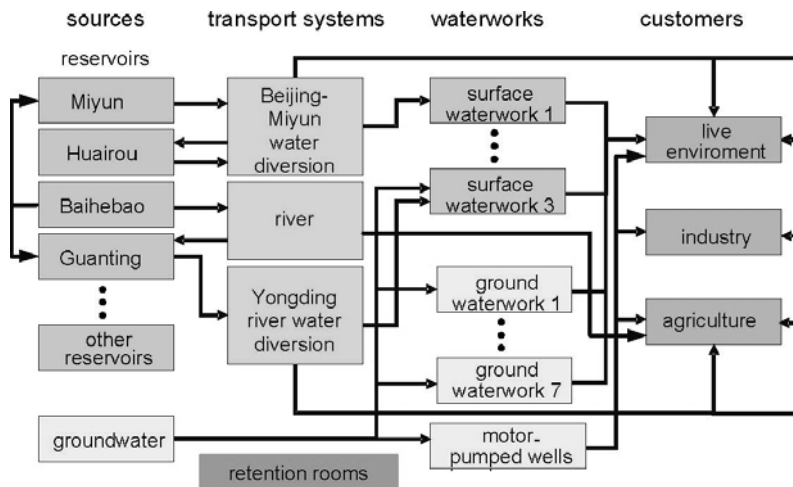 sources transport systems waterworks customers
reservoirs
Miyun
Huairou
Baihebao
Guanting
other
reservoirs
groundwater
Beijing-
Miyun
water
diversion
river
Yongding
river water
diversion
retention rooms
surface
waterwork 1
surface
waterwork 3
ground
waterwork 1
ground
waterwork 7
motor-
pumped wells
live
enviroment
industry
agriculture